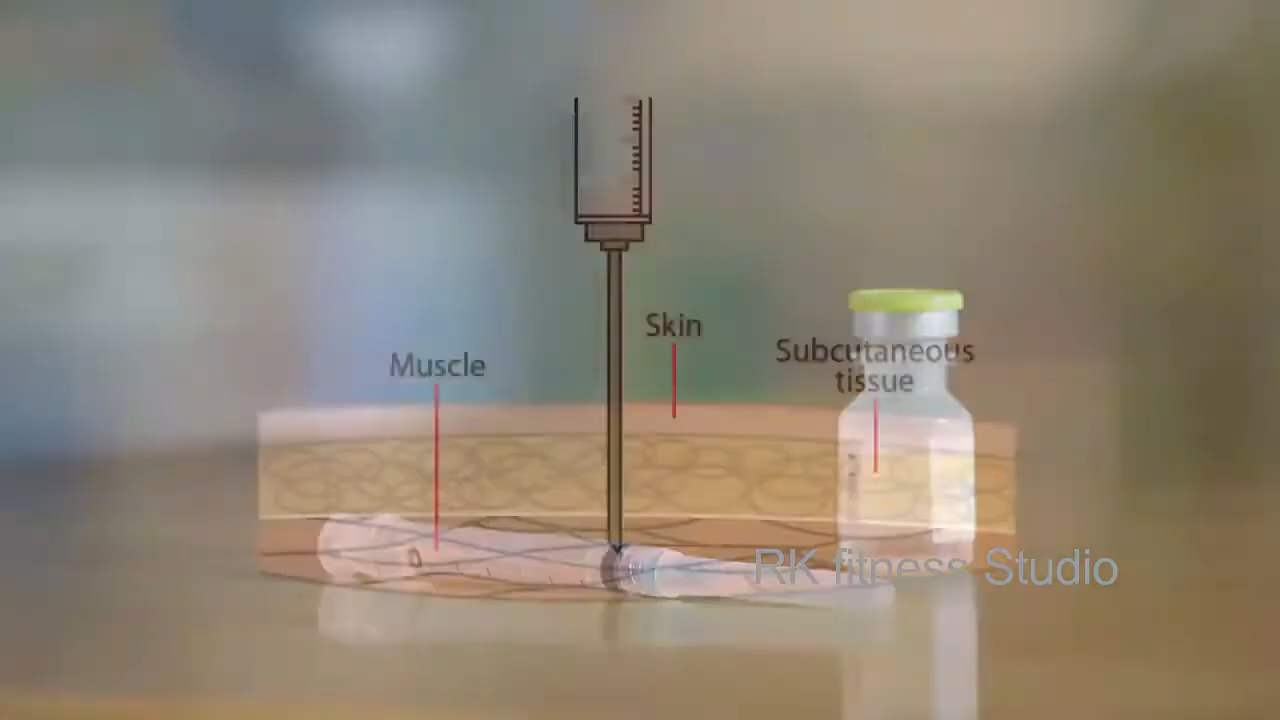 Skin
Muscle
Subcutaneous
tissue
RK fitness Studio